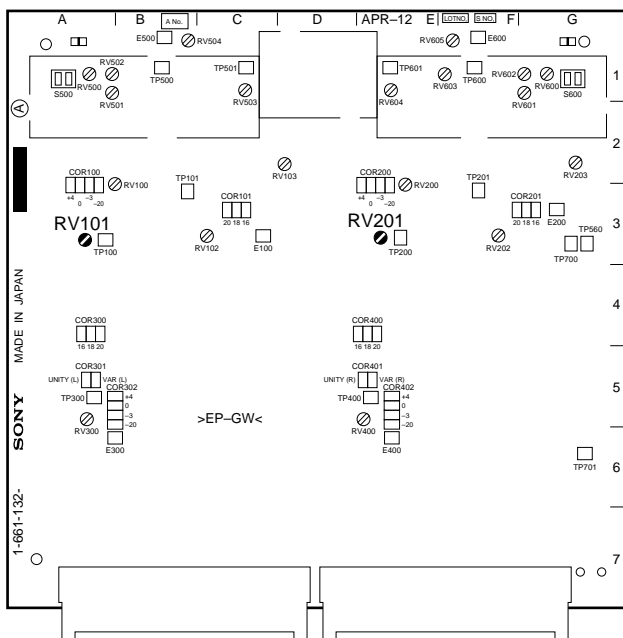 A
B
A No.
C
D
APR–12
E
LOTNO.
S NO.
F
G
E500
RV504
RV605
E600
RV502
TP500
TP501
TP601
TP600
RV602
RV600
S500
RV500
RV501
RV503
RV604
RV603
RV601
S600
1
A
2
COR100
+4
0
–3
–20
RV100
TP101
COR101
20 18 16
RV103
COR200
+4
0
–3
–20
RV200
TP201
COR201
20 18 16
RV203
E200
RV101
TP100
RV102
E100
RV201
TP200
RV202
TP560
TP700
3
MADE IN JAPAN
4
COR300
16 18 20
COR400
16 18 20
COR301
UNITY (L)
VAR (L)
COR302
+4
0
–3
–20
TP300
RV300
E300
>EP–GW<
COR401
UNITY (R)
VAR (R)
COR402
+4
0
–3
–20
TP400
RV400
E400
5
SONY
TP701
6
1-661-132-
7